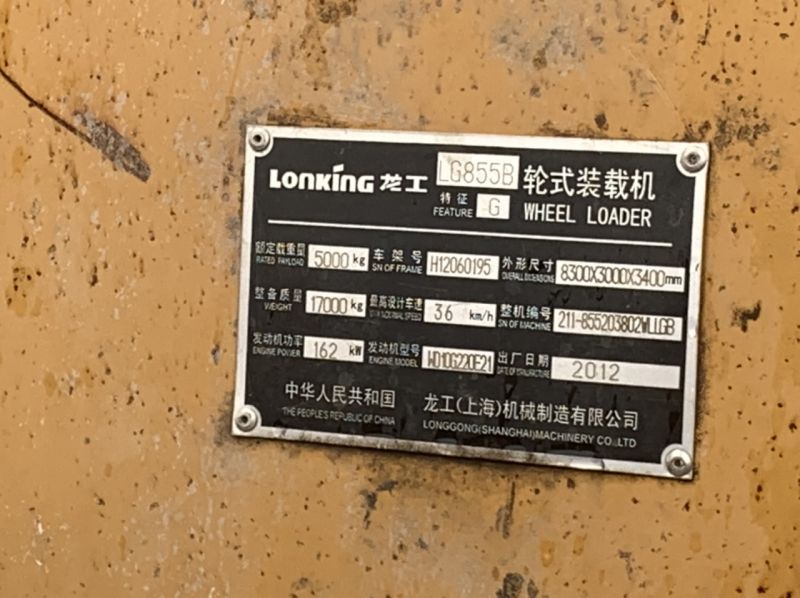 LONKING 龙工 LG855B 轮式装载机
特征 FEATURE G WHEEL LOADER
额定载重量 RATED PAYLOAD 5000 kg 车架号 SN OF FRAME H12060195 外形尺寸 OVERALL DIMENSIONS 8300X3000X3400mm
整备质量 WEIGHT 17000 kg 最高设计车速 36 km/h 整机编号 SN OF MACHINE 211-855203802WLLGB
发动机功率 ENGINE POWER 162 kW 发动机型号 ENGINE MODEL WD10G220E21 出厂日期 DATE OF MANUFACTURE 2012
中华人民共和国 龙工(上海)机械制造有限公司
THE PEOPLE'S REPUBLIC OF CHINA LONGGONG(SHANGHAI)MACHINERY CO.,LTD